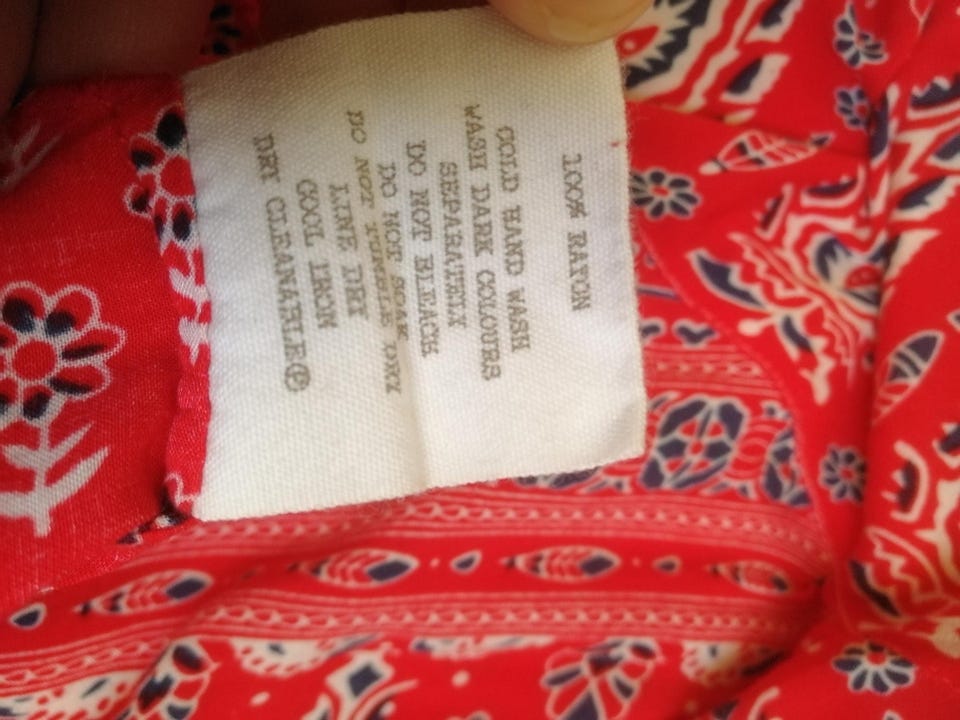 100% RAYON
COLD HAND WASH
WASH DARK COLOURS
SEPARATELY
DO NOT BLEACH
DO NOT SOAK
DO NOT TUMBLE DRY
LINE DRY
COOL IRON
DRY CLEANABLE Ⓟ